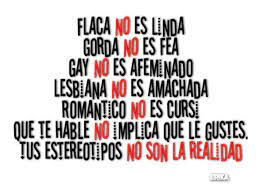 FLACA NO ES LINDA
GORDA NO ES FEA
GAY NO ES AFEMINADO
LESBIANA NO ES AMACHADA
ROMANTICO NO ES CURSI
QUE TE HABLE NO IMPLICA QUE LE GUSTES.
TUS ESTEREOTIPOS NO SON LA REALIDAD
ERIKA